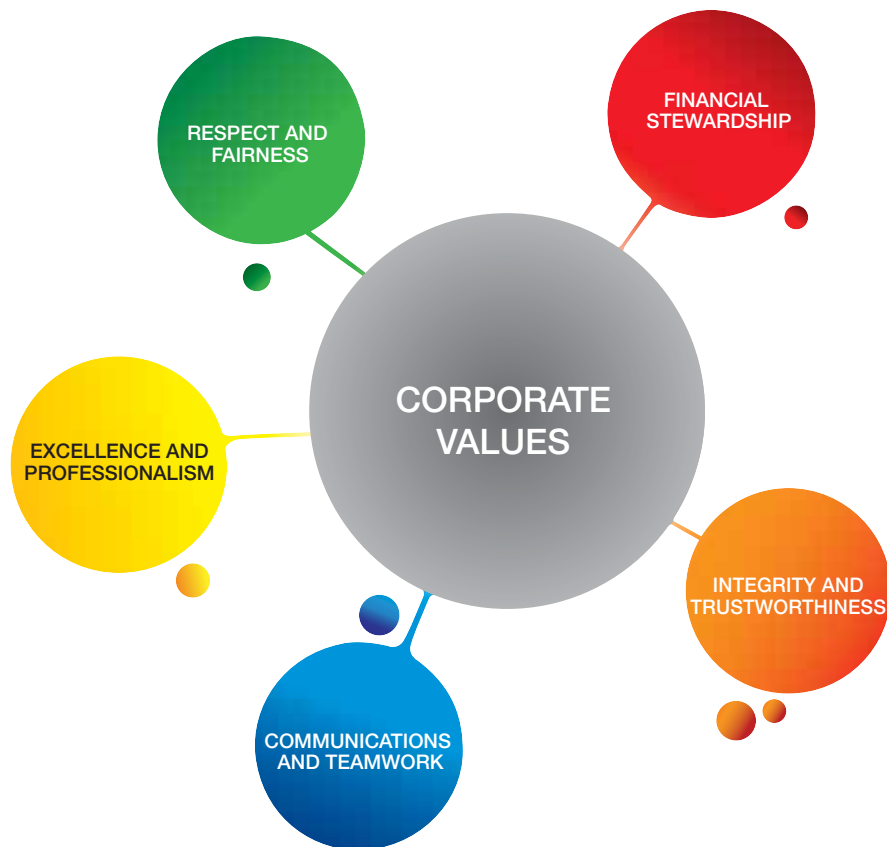 RESPECT AND
FAIRNESS
FINANCIAL
STEWARDSHIP
CORPORATE
VALUES
EXCELLENCE AND
PROFESSIONALISM
INTEGRITY AND
TRUSTWORTHINESS
COMMUNICATIONS
AND TEAMWORK